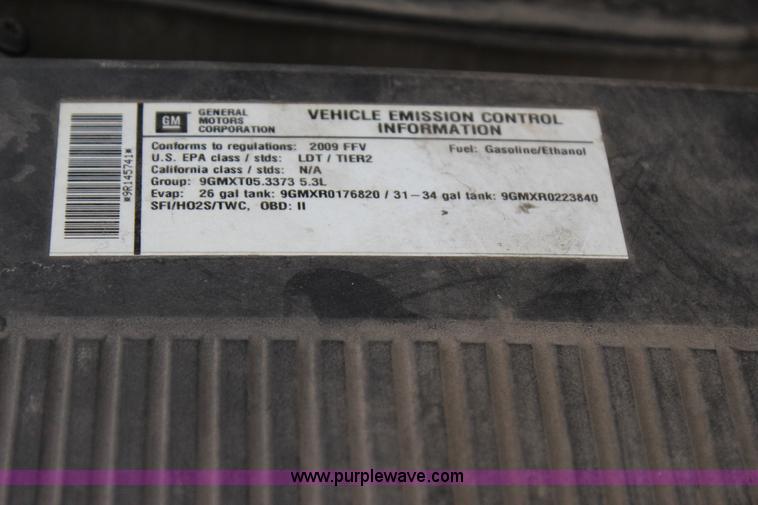 *9R145741*
GM
GENERAL
MOTORS
CORPORATION
VEHICLE EMISSION CONTROL
INFORMATION
Conforms to regulations: 2009 FFV
Fuel: Gasoline/Ethanol
U.S. EPA class / stds: LDT / TIER2
California class / stds: N/A
Group: 9GMXT05.3373 5.3L
Evap: 26 gal tank: 9GMXR0176820 / 31-34 gal tank: 9GMXR0223840
SFI/HO2S/TWC, OBD: II
www.purplewave.com